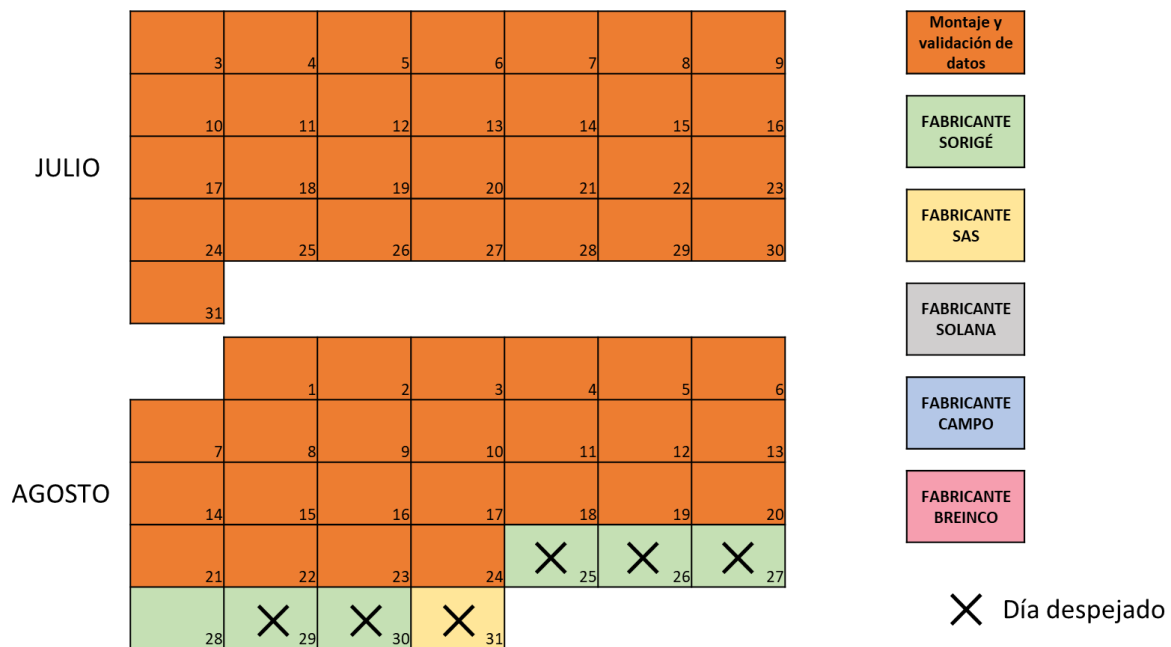 JULIO
3 4 5 6 7 8 9
10 11 12 13 14 15 16
17 18 19 20 21 22 23
24 25 26 27 28 29 30
31
AGOSTO
1 2 3 4 5 6
7 8 9 10 11 12 13
14 15 16 17 18 19 20
21 22 23 24 25 26 27
28 29 30 31
Montaje y
validación de
datos
FABRICANTE
SORIGÉ
FABRICANTE
SAS
FABRICANTE
SOLANA
FABRICANTE
CAMPO
FABRICANTE
BREINCO
Día despejado